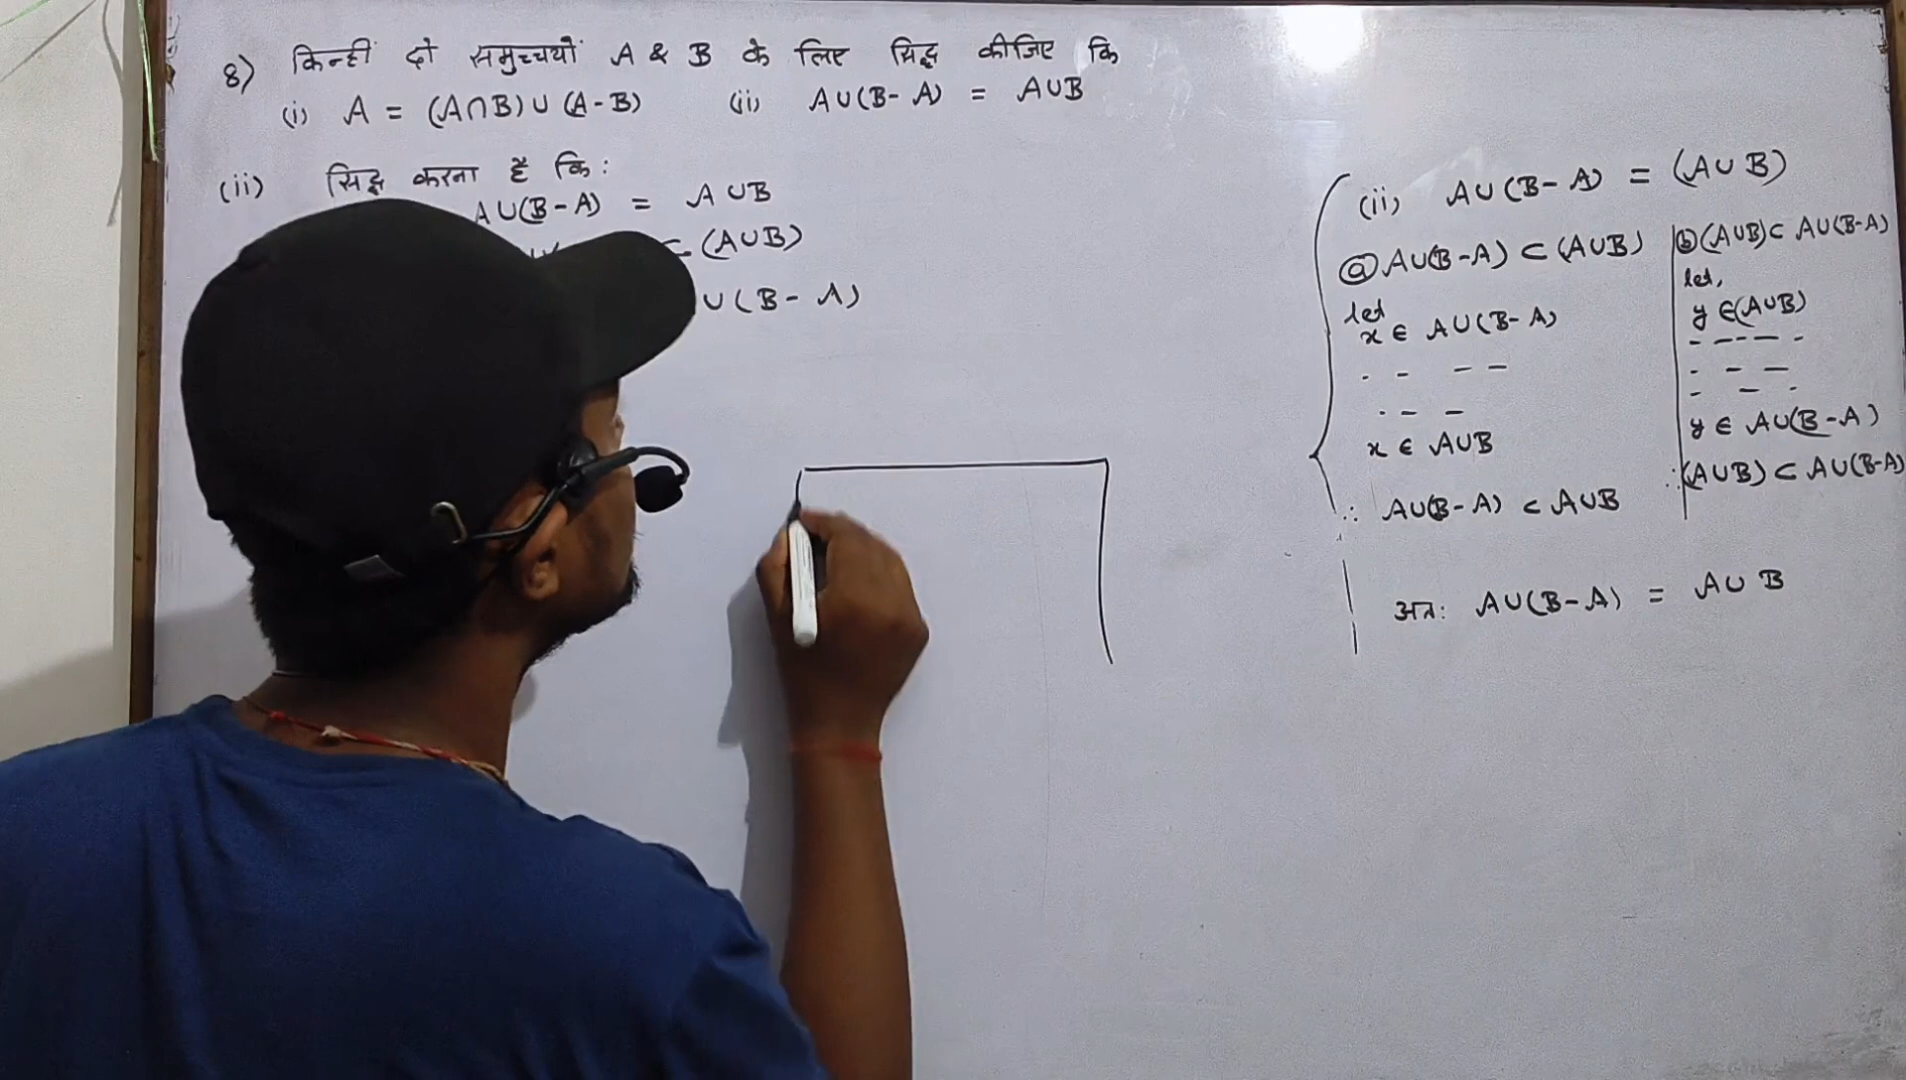 8) किन्हीं दो समुच्चयों A & B के लिए सिद्ध कीजिए कि
(i) A = (A∩B)∪(A-B) (ii) A∪(B-A) = A∪B
(ii) सिद्ध करना है कि:
A∪(B-A) = A∪B
⊂ (A∪B)
∪(B-A)
(ii) A∪(B-A) = (A∪B)
ⓐ A∪(B-A) ⊂ (A∪B)
let
x ∈ A∪(B-A)
- - - -
- - -
x ∈ A∪B
∴ A∪(B-A) ⊂ A∪B
ⓑ (A∪B) ⊂ A∪(B-A)
let,
y ∈ (A∪B)
- - - - -
- - -
- - -
y ∈ A∪(B-A)
∴ (A∪B) ⊂ A∪(B-A)
अतः A∪(B-A) = A∪B